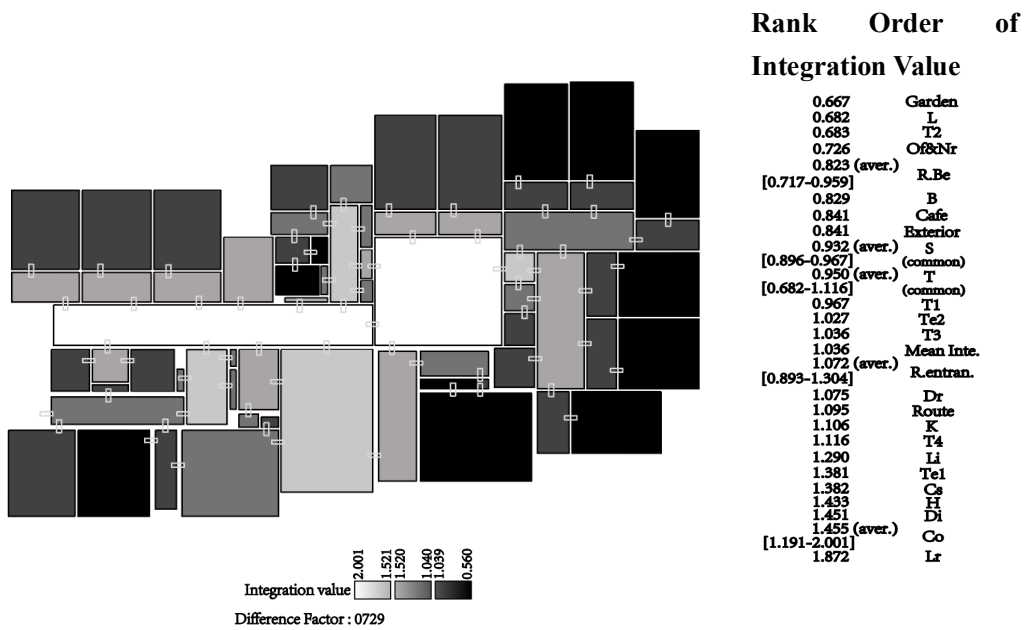 Rank Order of
Integration Value
0.667 Garden
0.682 L
0.683 T2
0.726 Of&Nr
0.823 (aver.) R.Be
[0.717-0.959]
0.829 B
0.841 Cafe
0.841 Exterior
0.932 (aver.) S
[0.896-0.967] (common)
0.950 (aver.) T
[0.682-1.116] (common)
0.967 T1
1.027 Te2
1.036 T3
1.036 Mean Inte.
1.072 (aver.) R.entran.
[0.893-1.304]
1.075 Dr
1.095 Route
1.106 K
1.116 T4
1.290 Li
1.381 Te1
1.382 Cs
1.433 H
1.451 Di
1.455 (aver.) Co
[1.191-2.001]
1.872 Lr
2.001 1.521 1.520 1.040 1.039 0.560
Integration value
Difference Factor : 0729